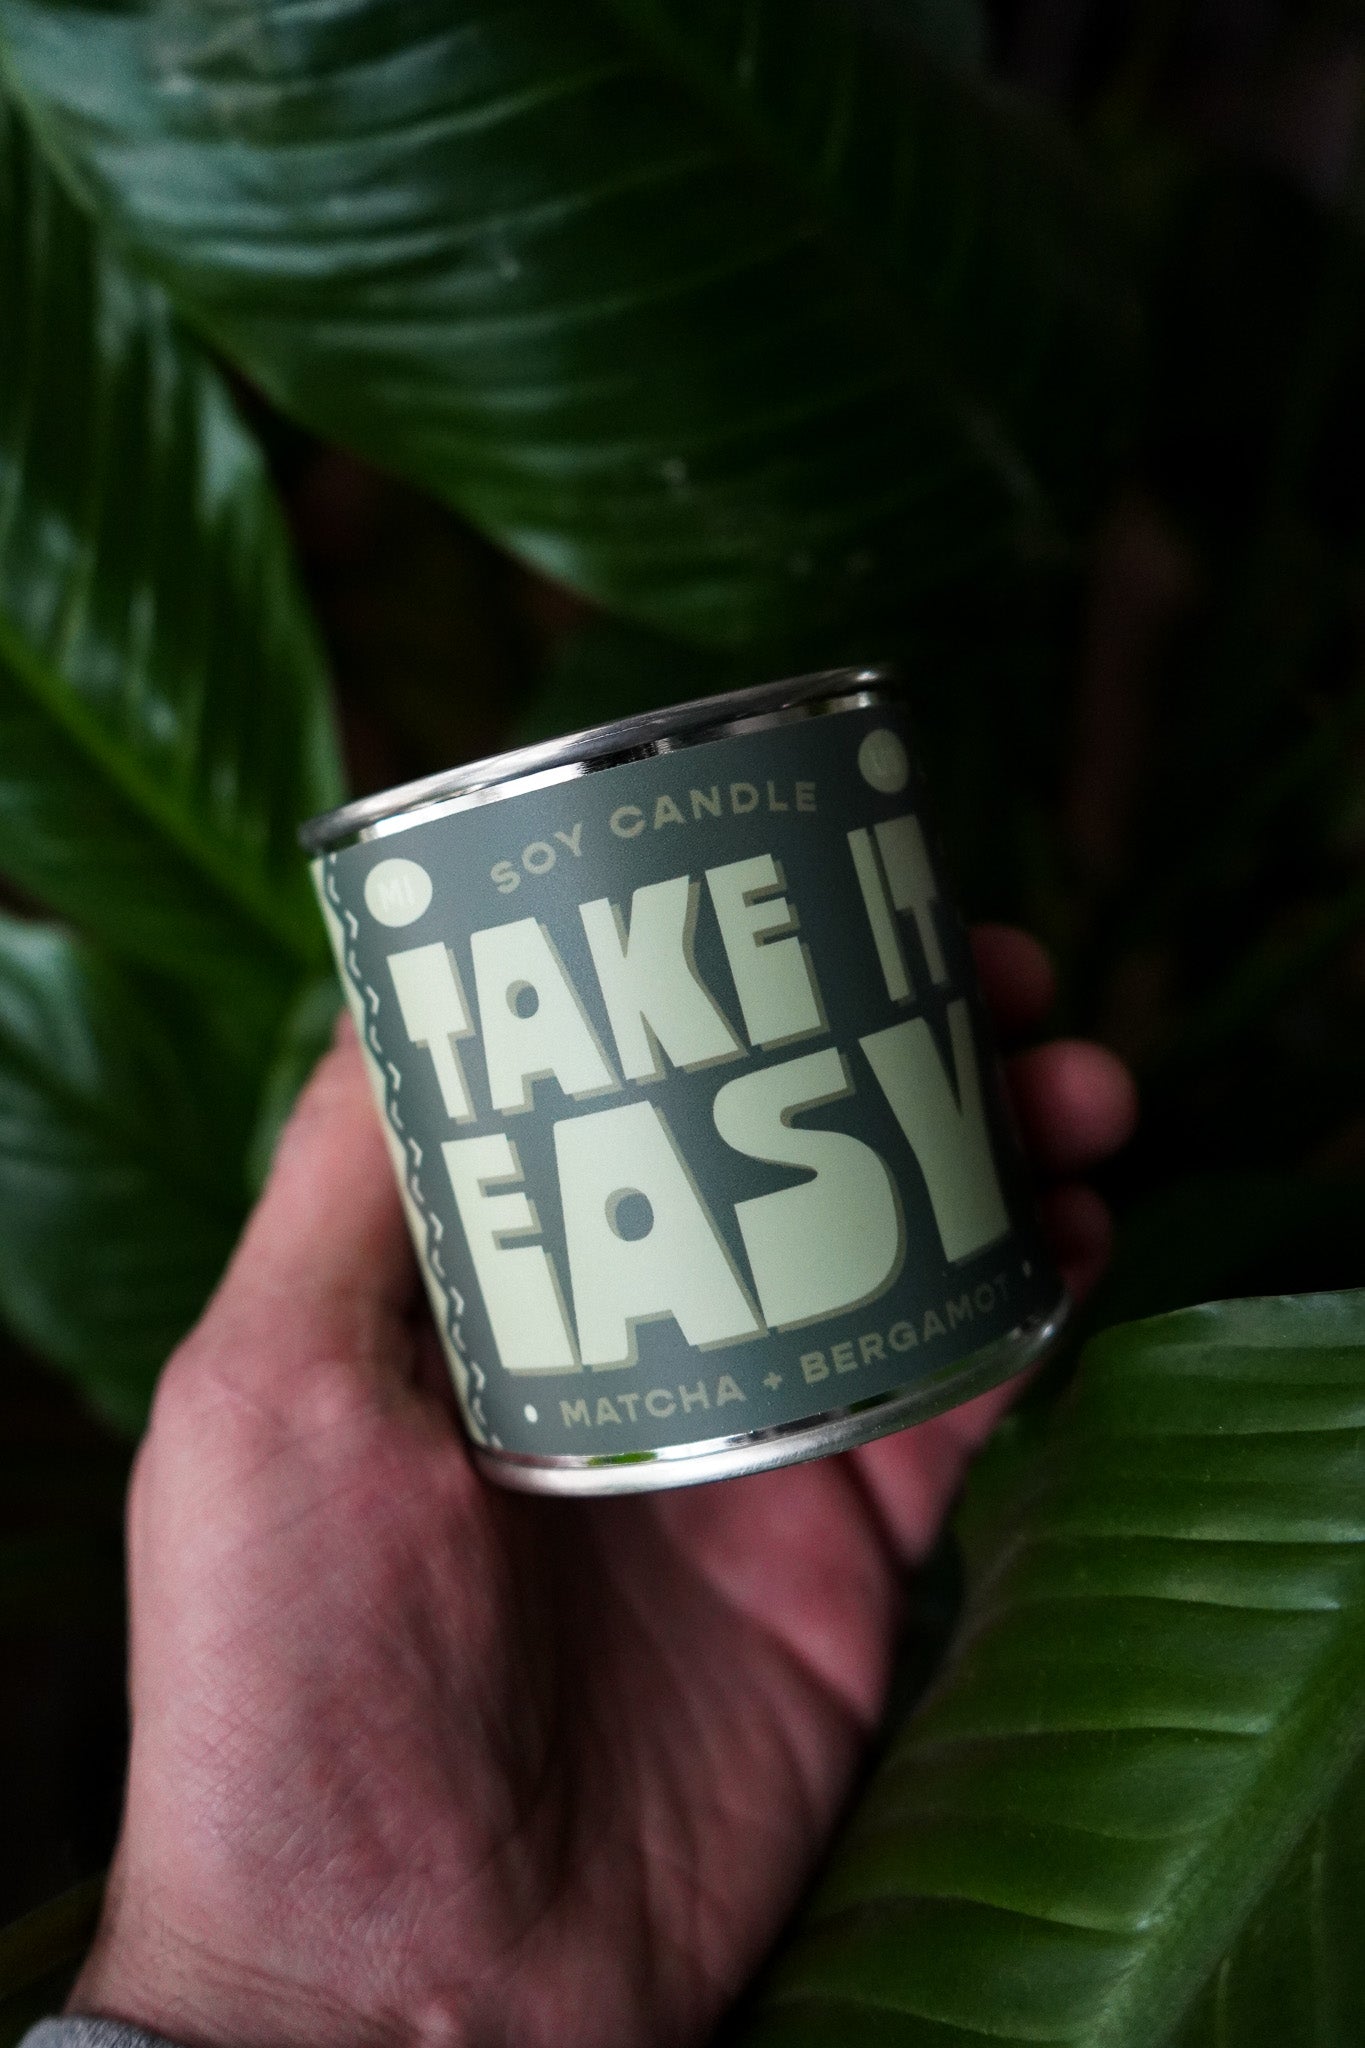 SOY CANDLE
MI
TAKE IT
EASY
• MATCHA + BERGAMOT •